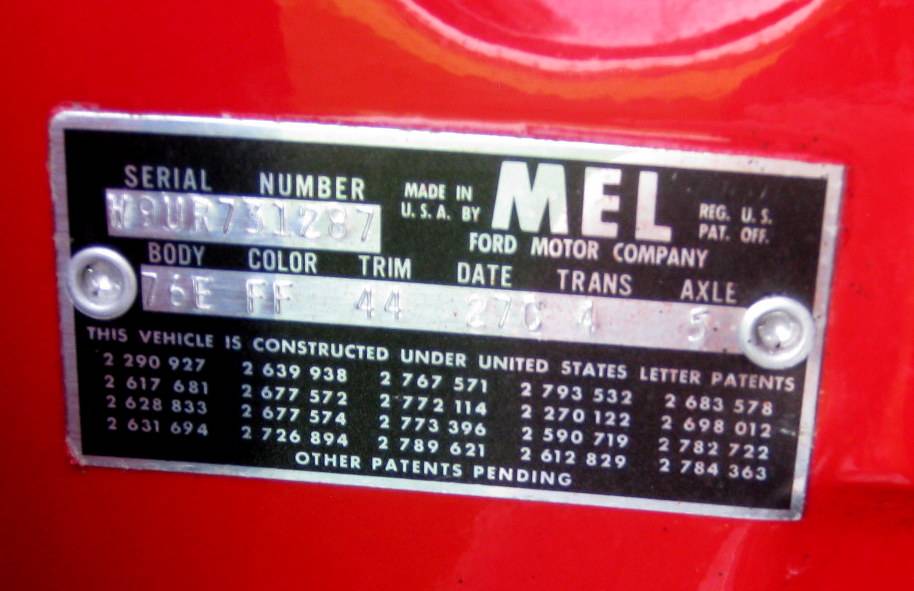 SERIAL NUMBER
W9UR731287
MADE IN
U.S.A. BY
MEL
REG. U. S.
PAT. OFF.
FORD MOTOR COMPANY
BODY COLOR TRIM DATE TRANS AXLE
76E FF 44 27C 4 5
THIS VEHICLE IS CONSTRUCTED UNDER UNITED STATES LETTER PATENTS
2 290 927 2 639 938 2 767 571 2 793 532 2 683 578
2 617 681 2 677 572 2 772 114 2 270 122 2 698 012
2 628 833 2 677 574 2 773 396 2 590 719 2 782 722
2 631 694 2 726 894 2 789 621 2 612 829 2 784 363
OTHER PATENTS PENDING